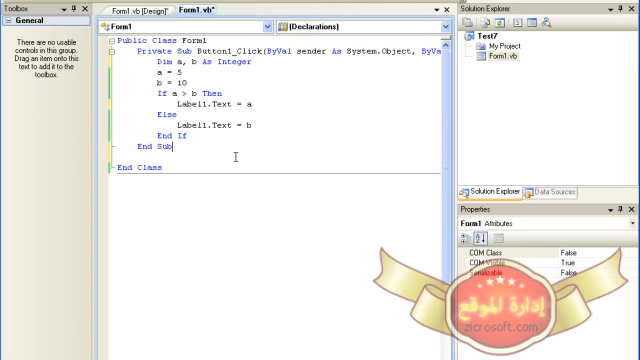 Toolbox
General
There are no usable
controls in this group.
Drag an item onto this
text to add it to the
toolbox.
Form1.vb [Design]*
Form1.vb*
Form1
(Declarations)
Public Class Form1
Private Sub Button1_Click(ByVal sender As System.Object, ByVa
Dim a, b As Integer
a = 5
b = 10
If a > b Then
Label1.Text = a
Else
Label1.Text = b
End If
End Sub
End Class
Solution Explorer
Test7
My Project
Form1.vb
Solution Explorer
Data Sources
Properties
Form1 Attributes
COM Class False
COM Visible True
Serializable False
إدارة الموقع
zicrosoft.com